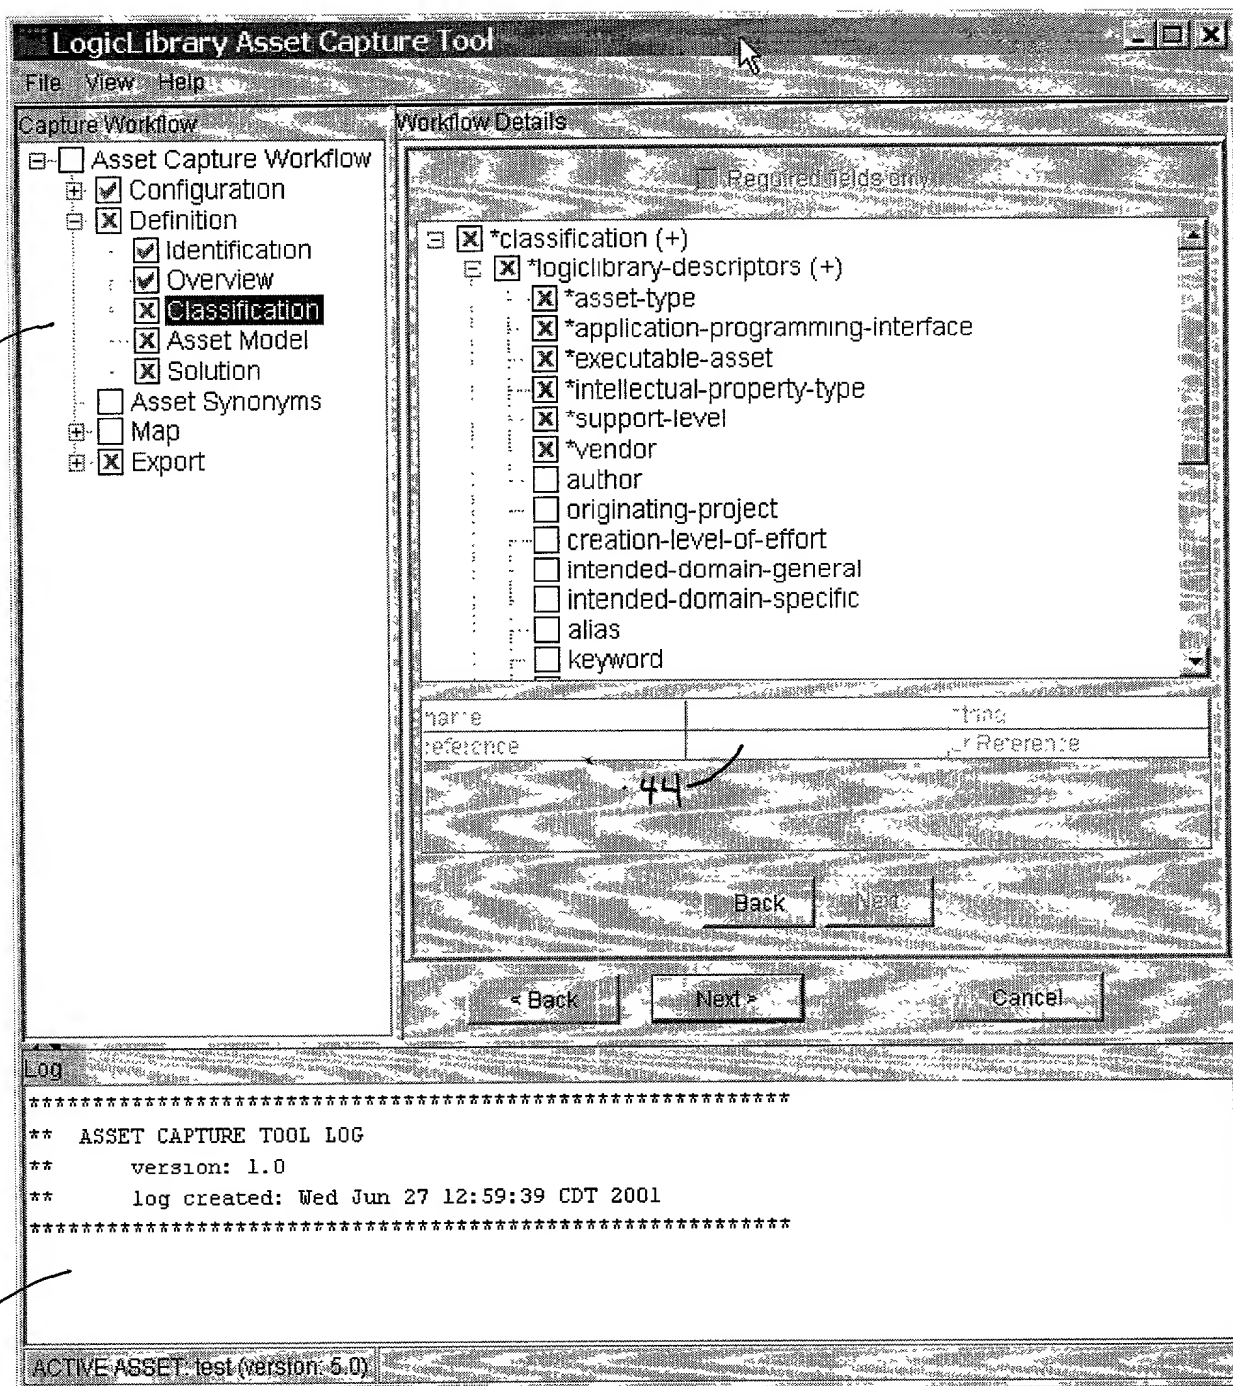 LogicLibrary Asset Capture Tool
File View Help
Capture Workflow
Asset Capture Workflow
Configuration
Definition
Identification
Overview
Classification
Asset Model
Solution
Asset Synonyms
Map
Export
Workflow Details
Required fields only
*classification (+)
*logiclibrary-descriptors (+)
*asset-type
*application-programming-interface
*executable-asset
*intellectual-property-type
*support-level
*vendor
author
originating-project
creation-level-of-effort
intended-domain-general
intended-domain-specific
alias
keyword
name string
reference Reference
44
Back Next
< Back Next > Cancel
Log
***********************************************************
** ASSET CAPTURE TOOL LOG
** version: 1.0
** log created: Wed Jun 27 12:59:39 CDT 2001
***********************************************************
ACTIVE ASSET: test (version: 5.0)